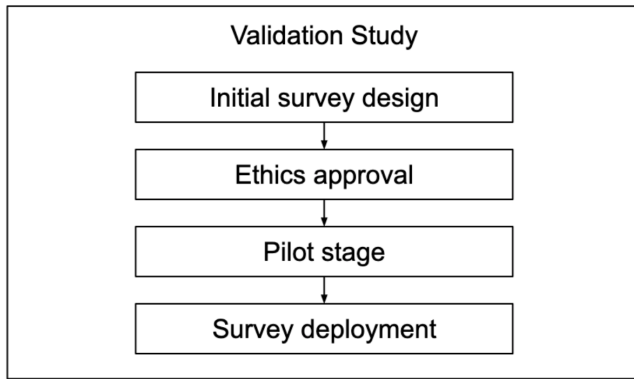 Validation Study
Initial survey design
Ethics approval
Pilot stage
Survey deployment